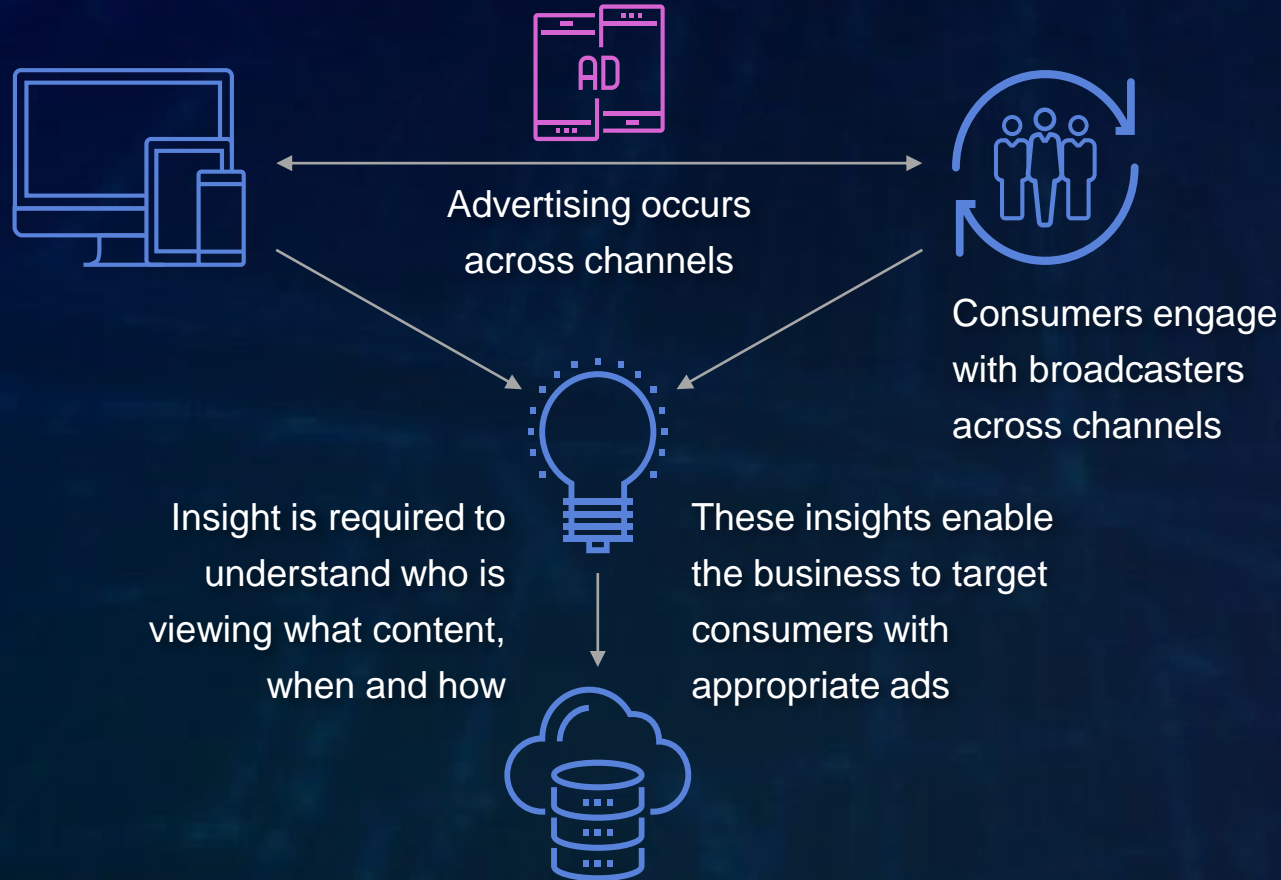 AD
Advertising occurs
across channels
Consumers engage
with broadcasters
across channels
Insight is required to
understand who is
viewing what content,
when and how
These insights enable
the business to target
consumers with
appropriate ads